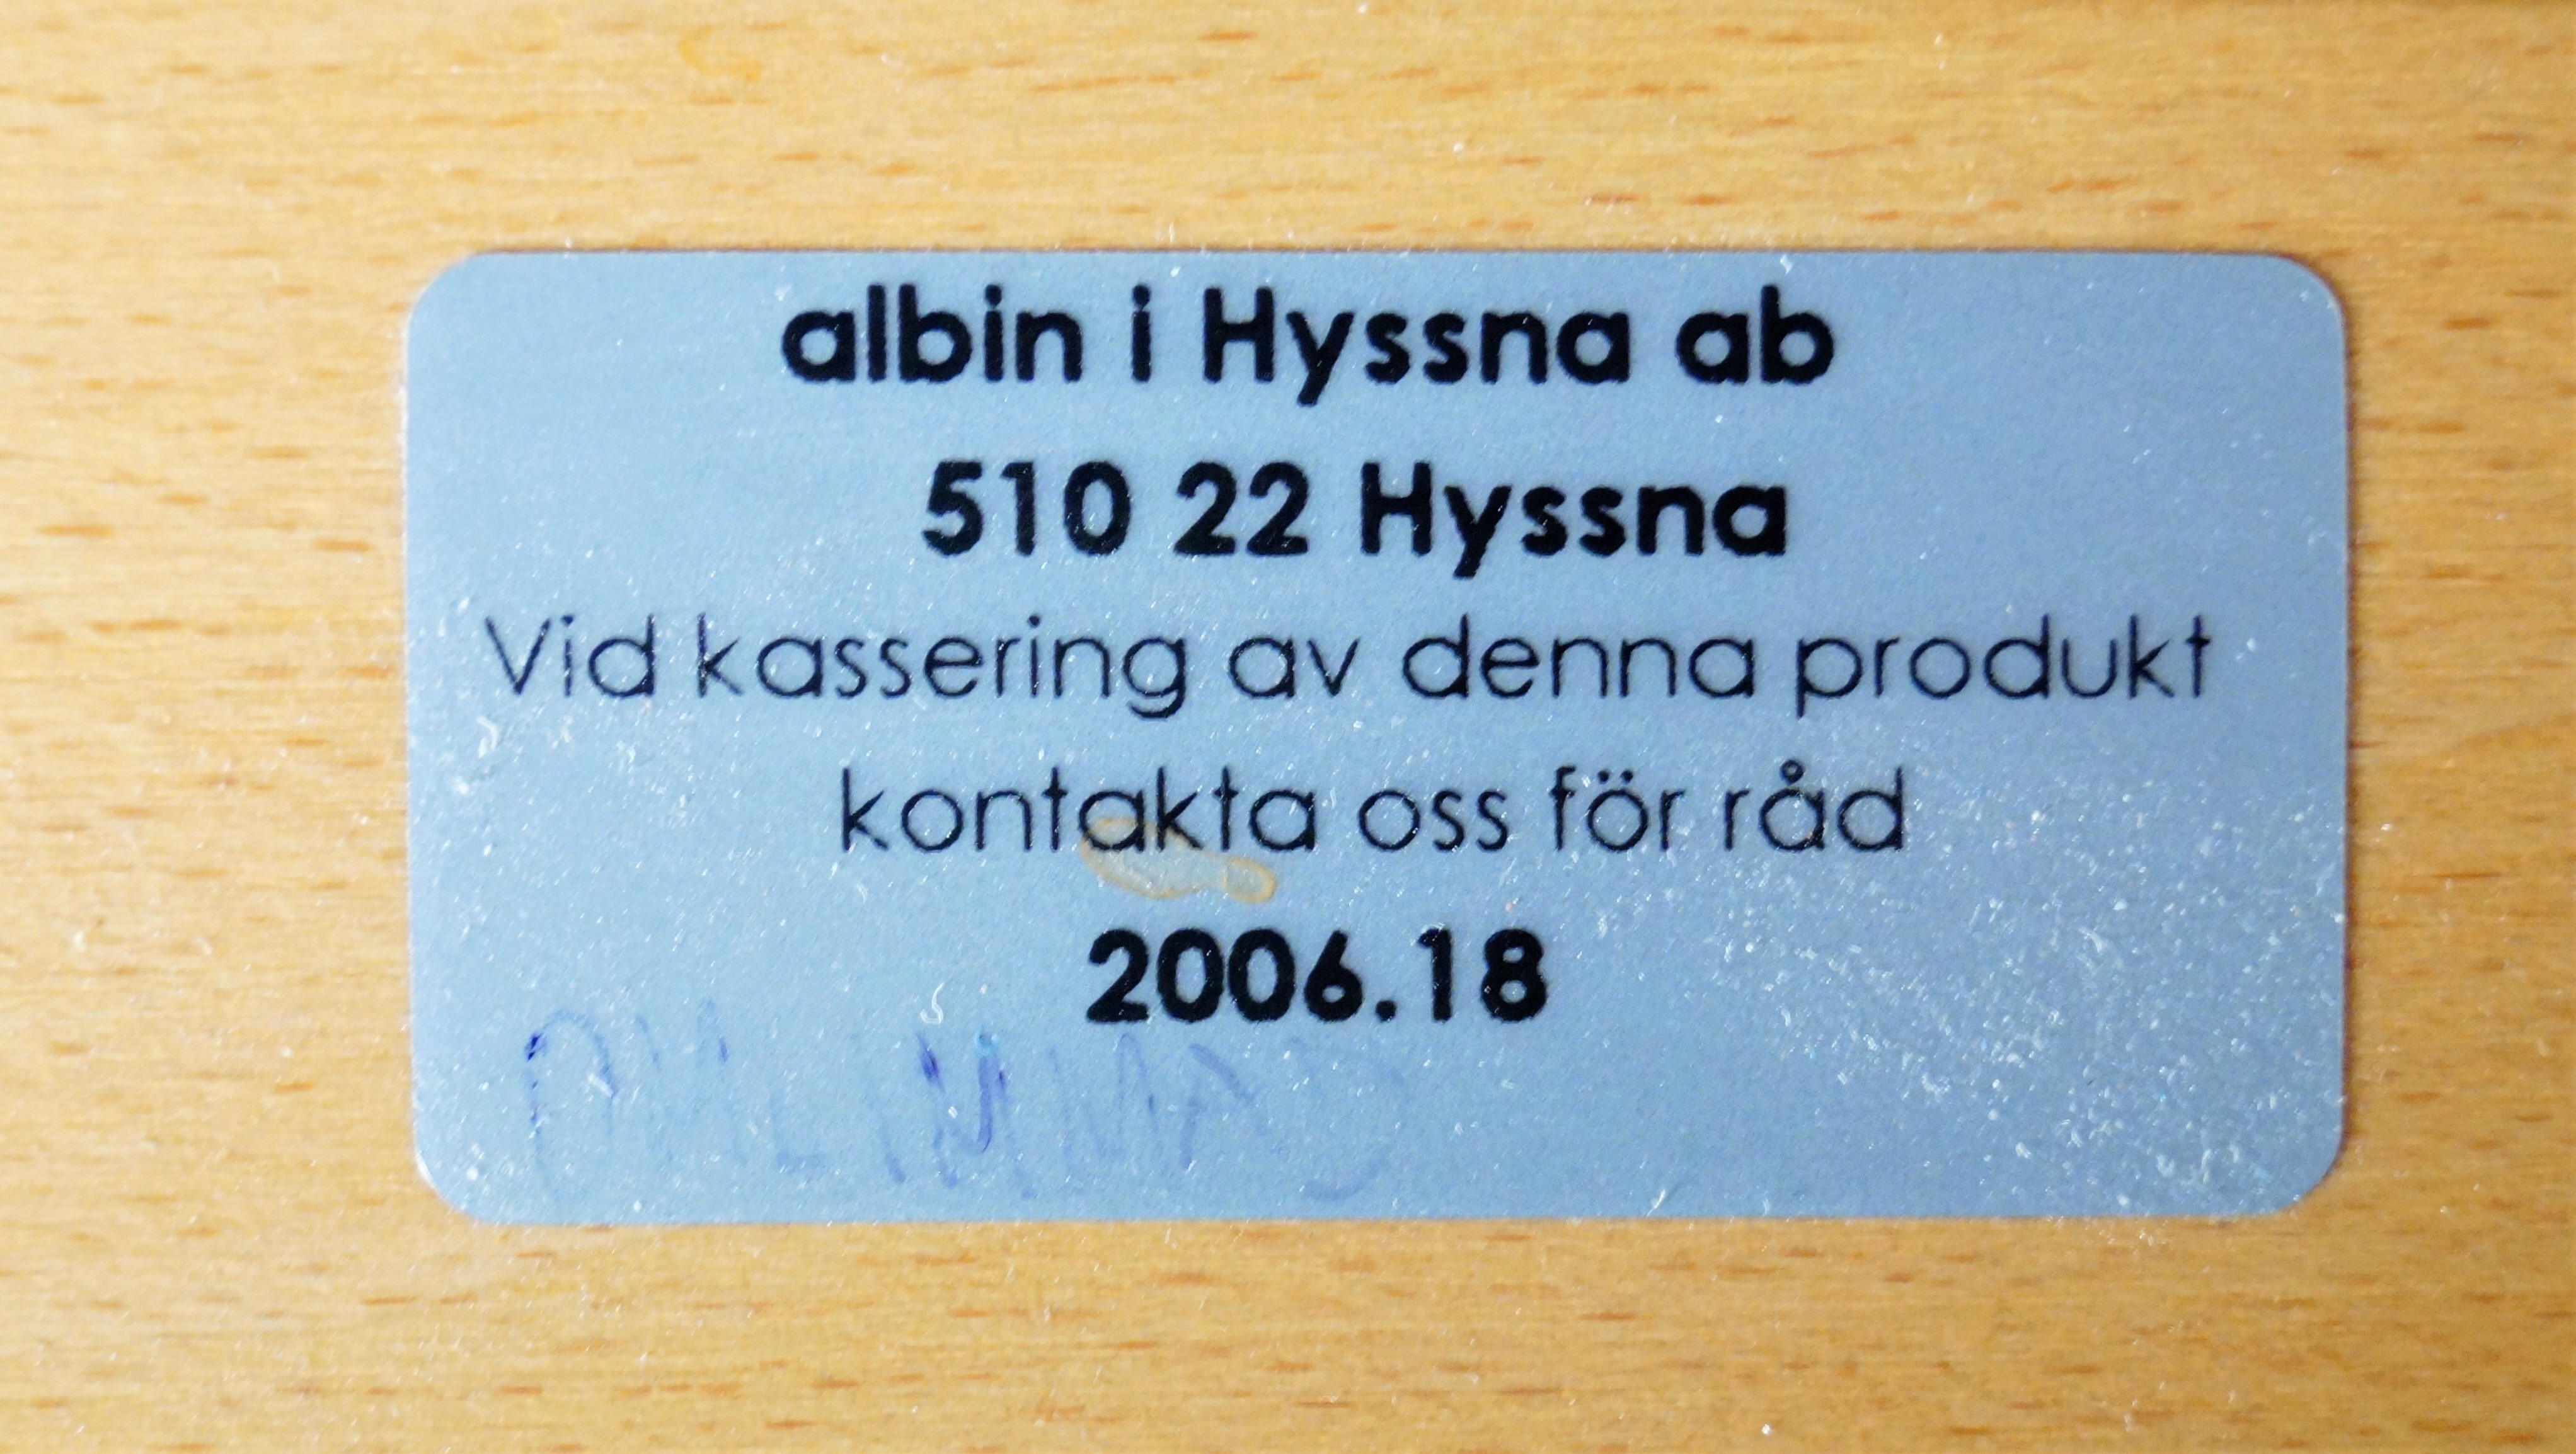 albin i Hyssna ab
510 22 Hyssna
Vid kassering av denna produkt
kontakta oss för råd
2006.18